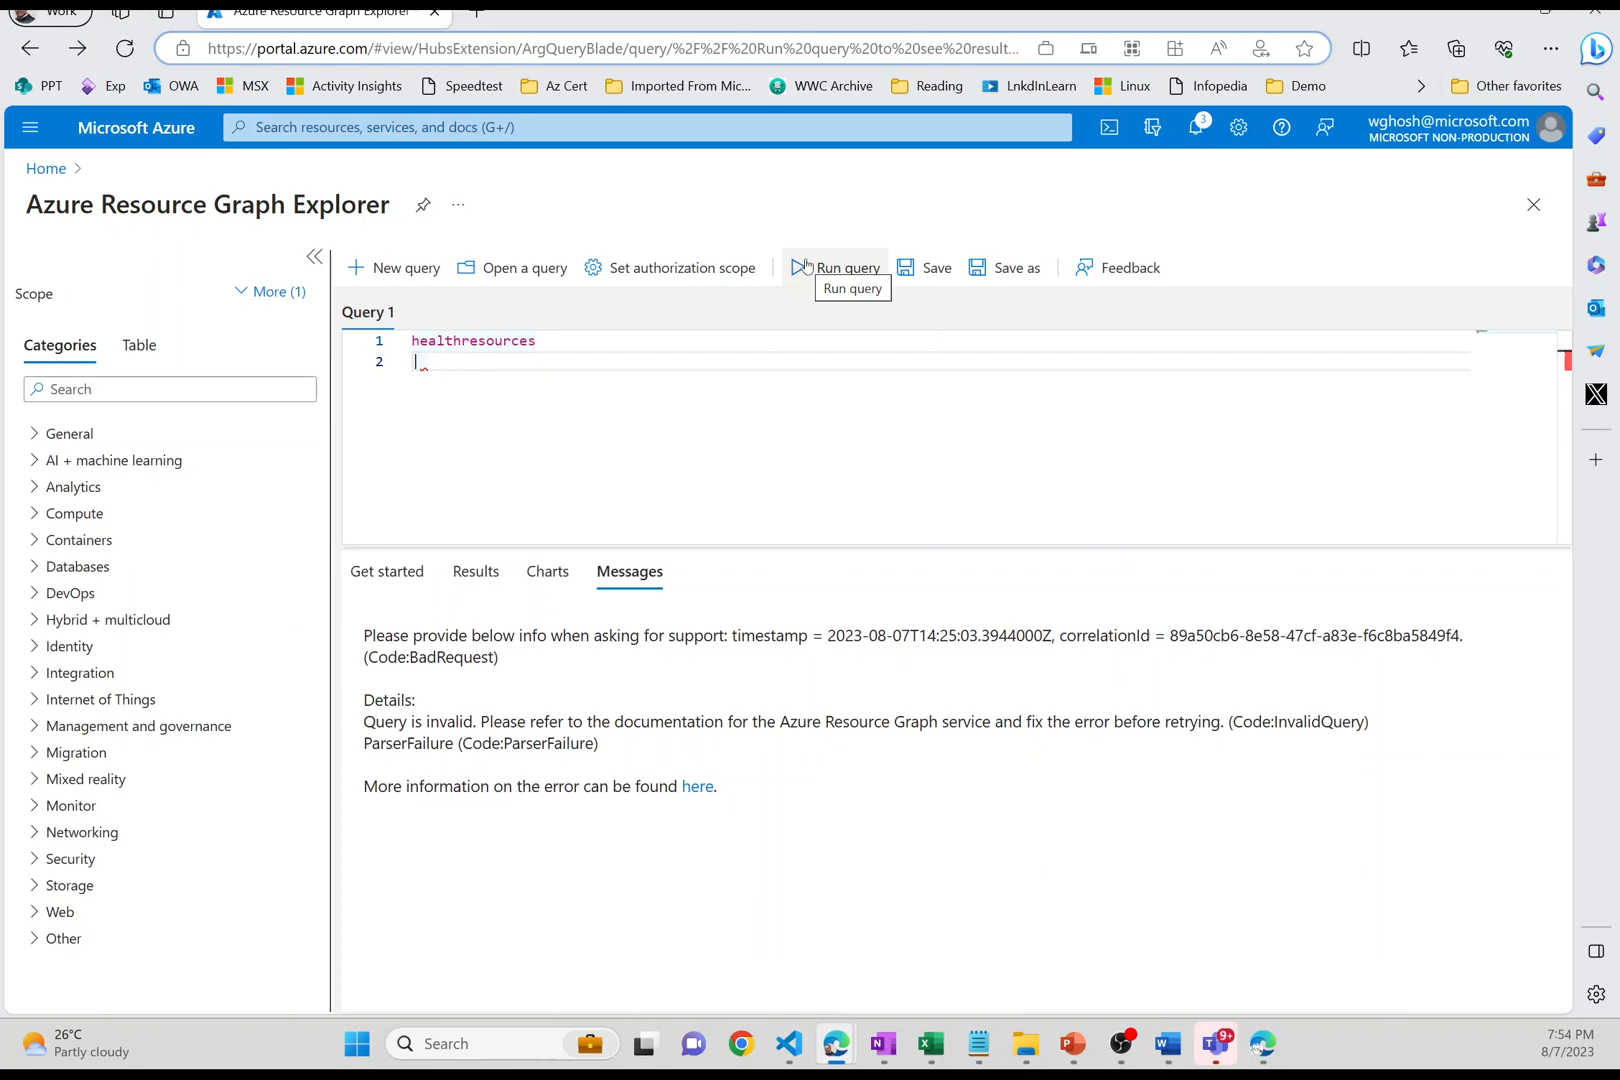 Work
Azure Resource Graph Explorer
https://portal.azure.com/#view/HubsExtension/ArgQueryBlade/query/%2F%2F%20Run%20query%20to%20see%20result...
PPT
Exp
OWA
MSX
Activity Insights
Speedtest
Az Cert
Imported From Mic...
WWC Archive
Reading
LnkdInLearn
Linux
Infopedia
Demo
Other favorites
Microsoft Azure
Search resources, services, and docs (G+/)
3
wghosh@microsoft.com
MICROSOFT NON-PRODUCTION
Home
Azure Resource Graph Explorer
New query
Open a query
Set authorization scope
Run query
Save
Save as
Feedback
Run query
Scope
More (1)
Query 1
Categories
Table
1 healthresources
2 |
Search
General
AI + machine learning
Analytics
Compute
Containers
Databases
DevOps
Hybrid + multicloud
Identity
Integration
Internet of Things
Management and governance
Migration
Mixed reality
Monitor
Networking
Security
Storage
Web
Other
Get started
Results
Charts
Messages
Please provide below info when asking for support: timestamp = 2023-08-07T14:25:03.3944000Z, correlationId = 89a50cb6-8e58-47cf-a83e-f6c8ba5849f4.
(Code:BadRequest)
Details:
Query is invalid. Please refer to the documentation for the Azure Resource Graph service and fix the error before retrying. (Code:InvalidQuery)
ParserFailure (Code:ParserFailure)
More information on the error can be found here.
26°C
Partly cloudy
Search
9+
7:54 PM
8/7/2023